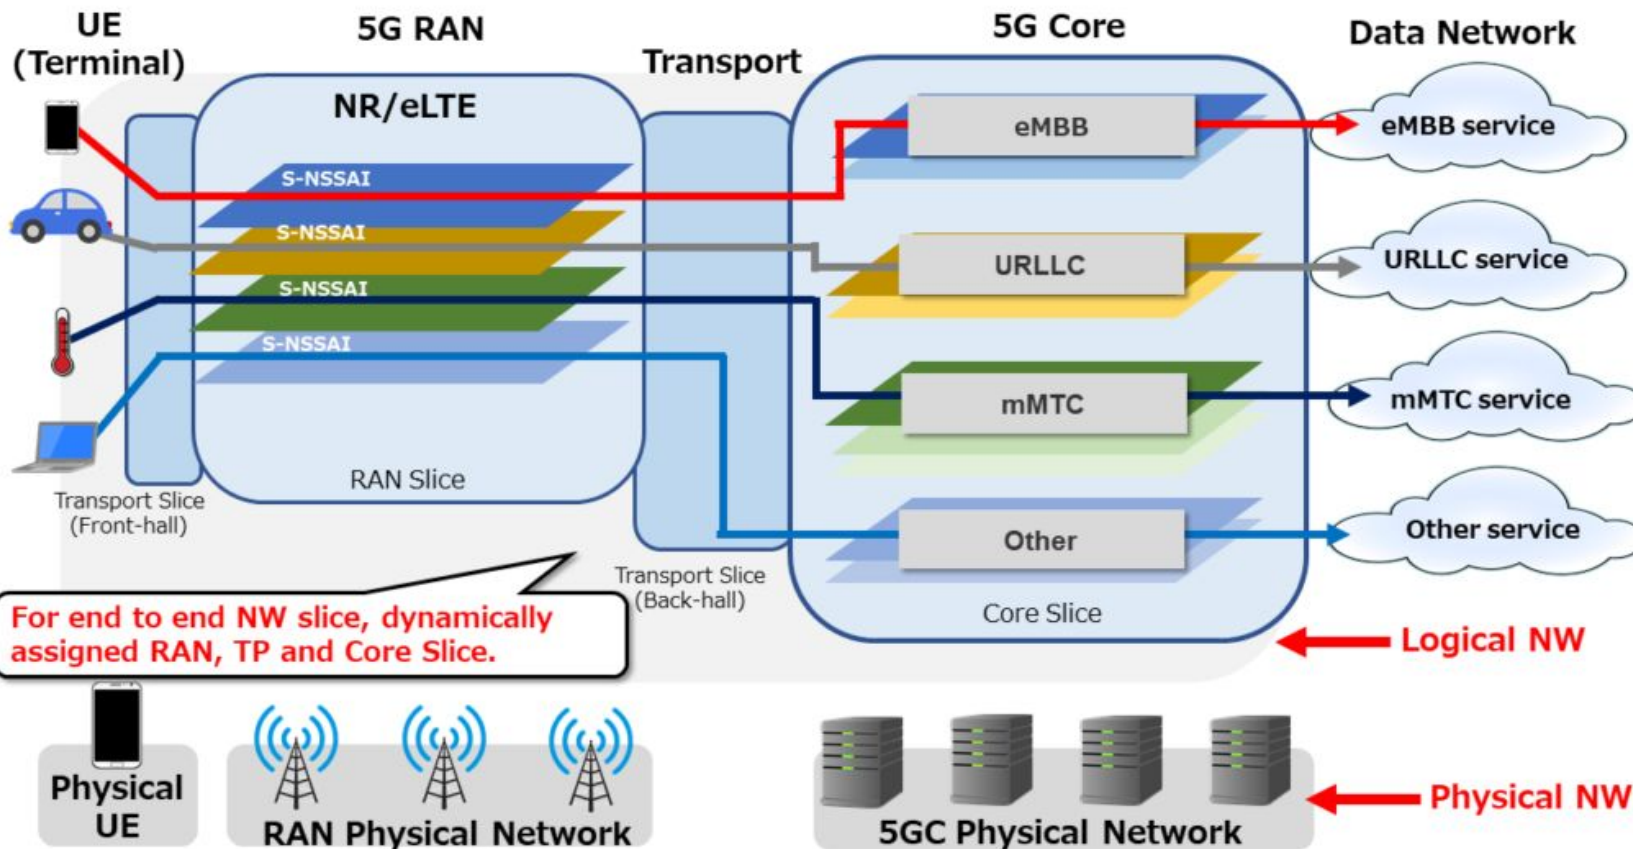 UE
(Terminal)
5G RAN
Transport
5G Core
Data Network
NR/eLTE
S-NSSAI
S-NSSAI
S-NSSAI
S-NSSAI
RAN Slice
Transport Slice
(Front-hall)
Transport Slice
(Back-hall)
eMBB
URLLC
mMTC
Other
Core Slice
eMBB service
URLLC service
mMTC service
Other service
For end to end NW slice, dynamically
assigned RAN, TP and Core Slice.
Logical NW
Physical
UE
RAN Physical Network
5GC Physical Network
Physical NW